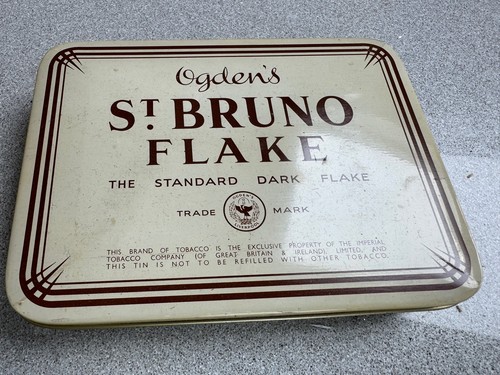 Ogden's
ST BRUNO
FLAKE
THE STANDARD DARK FLAKE
TRADE MARK
OGDEN'S
LIVERPOOL
THIS BRAND OF TOBACCO IS THE EXCLUSIVE PROPERTY OF THE IMPERIAL
TOBACCO COMPANY (OF GREAT BRITAIN & IRELAND), LIMITED, AND
THIS TIN IS NOT TO BE REFILLED WITH OTHER TOBACCO.